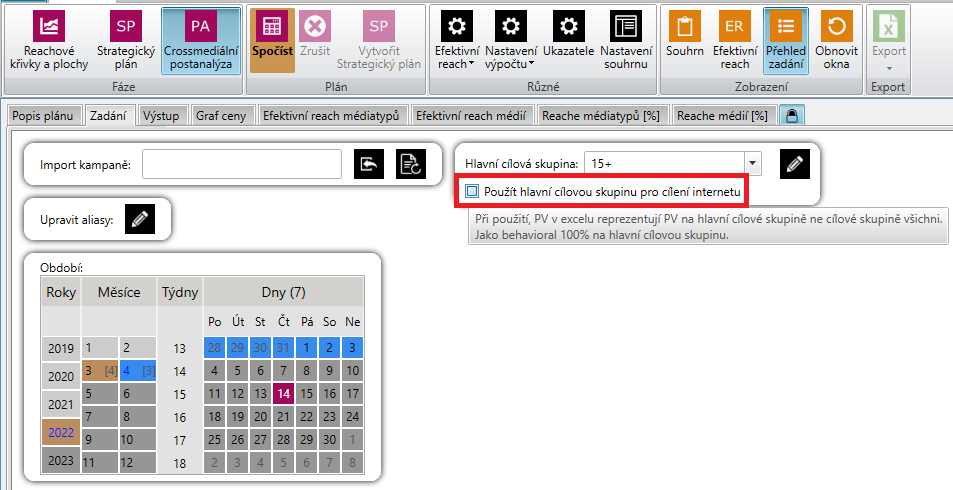 SP PA SP ER
Reachové křivky a plochy
Strategický plán
Crossmediální postanalýza
Spočíst
Zrušit
Vytvořit Strategický plán
Efektivní reach
Nastavení výpočtu
Ukazatele
Nastavení souhrnu
Souhrn
Efektivní reach
Přehled zadání
Obnovit okna
Export
Fáze Plán Různé Zobrazení Export
Popis plánu Zadání Výstup Graf ceny Efektivní reach médiatypů Efektivní reach médií Reache médiatypů [%] Reache médií [%]
Import kampaně:
Hlavní cílová skupina: 15+
Použít hlavní cílovou skupinu pro cílení internetu
Upravit aliasy:
Při použití, PV v excelu reprezentují PV na hlavní cílové skupině ne cílové skupině všichni.
Jako behavioral 100% na hlavní cílovou skupinu.
Období:
Roky Měsíce Týdny Dny (7)
Po Út St Čt Pá So Ne
2019 1 2 13 28 29 30 31 1 2 3
2020 3 [4] 4 [3] 14 4 5 6 7 8 9 10
2021 5 6 15 11 12 13 14 15 16 17
7 8 16 18 19 20 21 22 23 24
2022 9 10 17 25 26 27 28 29 30 1
2023 11 12 18 2 3 4 5 6 7 8